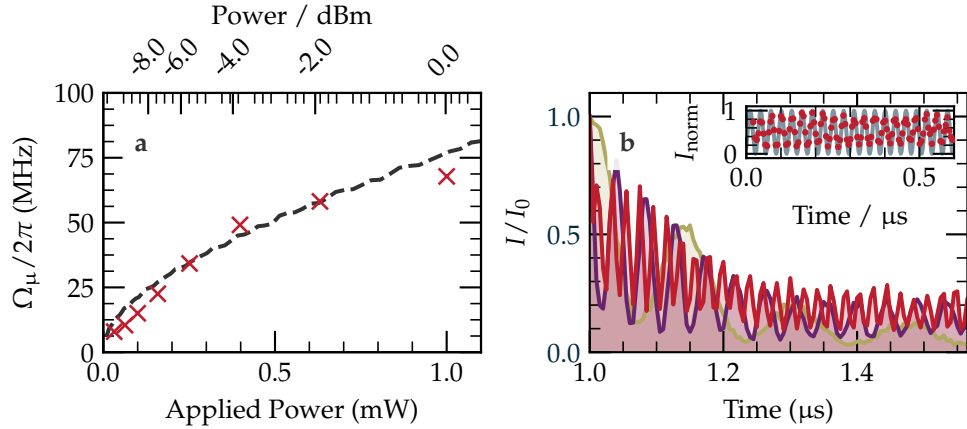 Power / dBm
-8.0 -6.0 -4.0 -2.0 0.0
100
75
50
25
0
Ωμ/2π (MHz)
a
0.0 0.5 1.0
Applied Power (mW)
1.0
0.5
0.0
I/I0
b
1
0
Inorm
0.0 0.5
Time / μs
1.0 1.2 1.4
Time (μs)